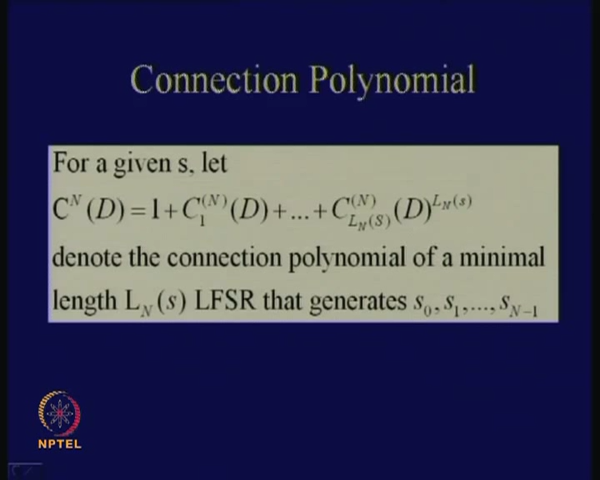 Connection Polynomial
For a given s, let
C^N(D) = 1 + C_1^{(N)}(D) + ... + C_{L_N(S)}^{(N)}(D)^{L_N(s)}
denote the connection polynomial of a minimal
length L_N(s) LFSR that generates s_0, s_1, ..., s_{N-1}
NPTEL